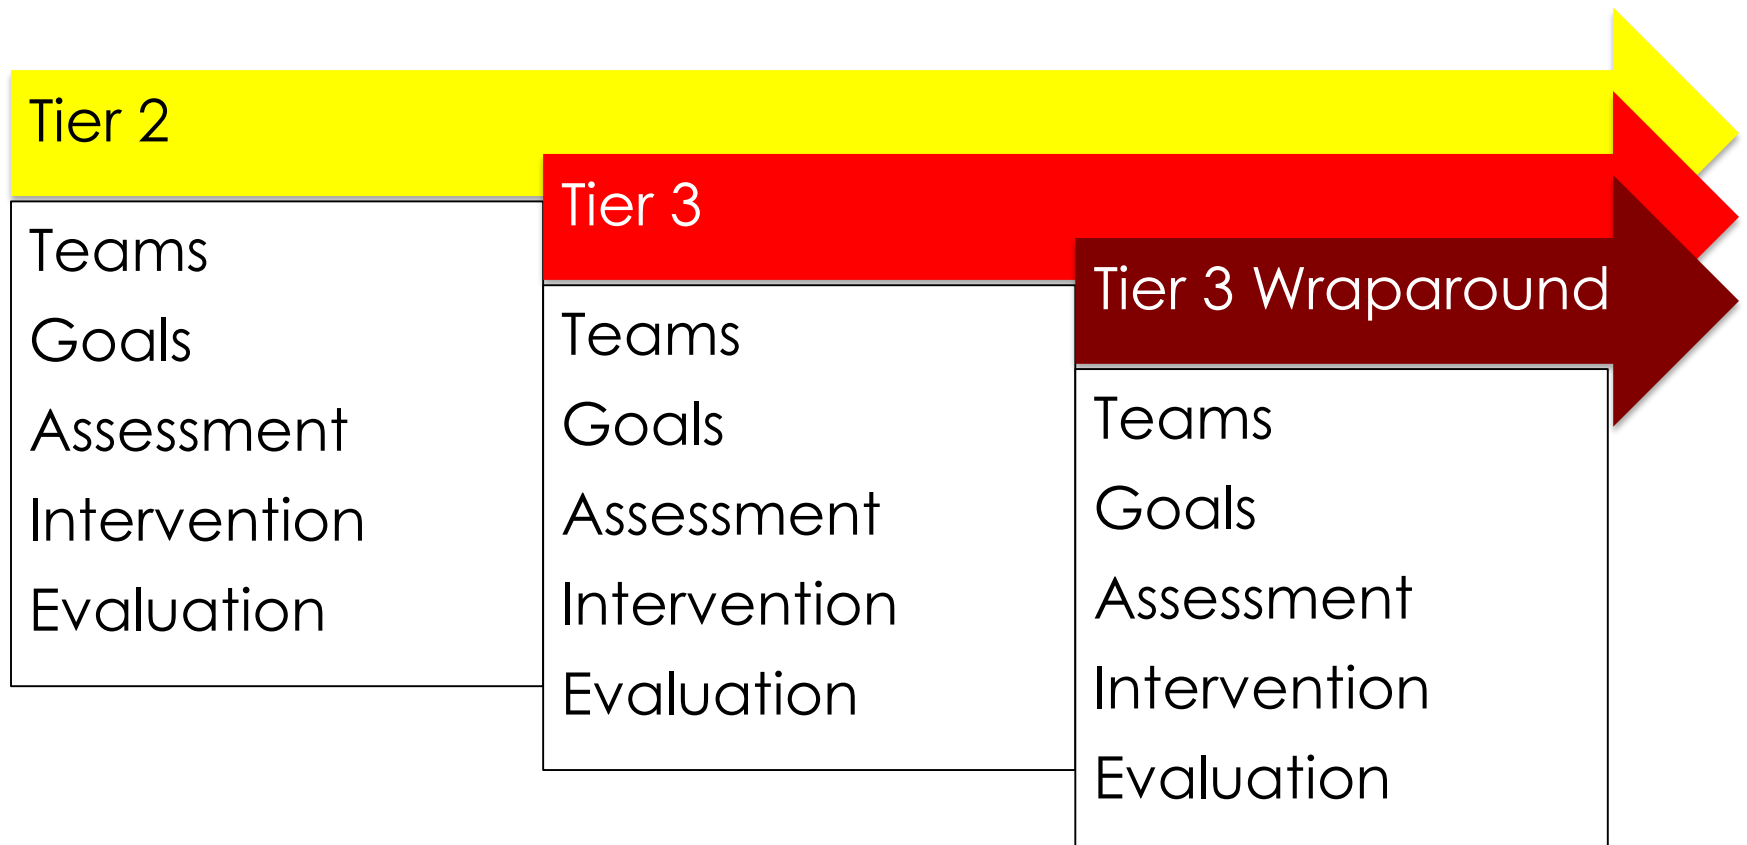 Tier 2
Teams
Goals
Assessment
Intervention
Evaluation
Tier 3
Teams
Goals
Assessment
Intervention
Evaluation
Tier 3 Wraparound
Teams
Goals
Assessment
Intervention
Evaluation